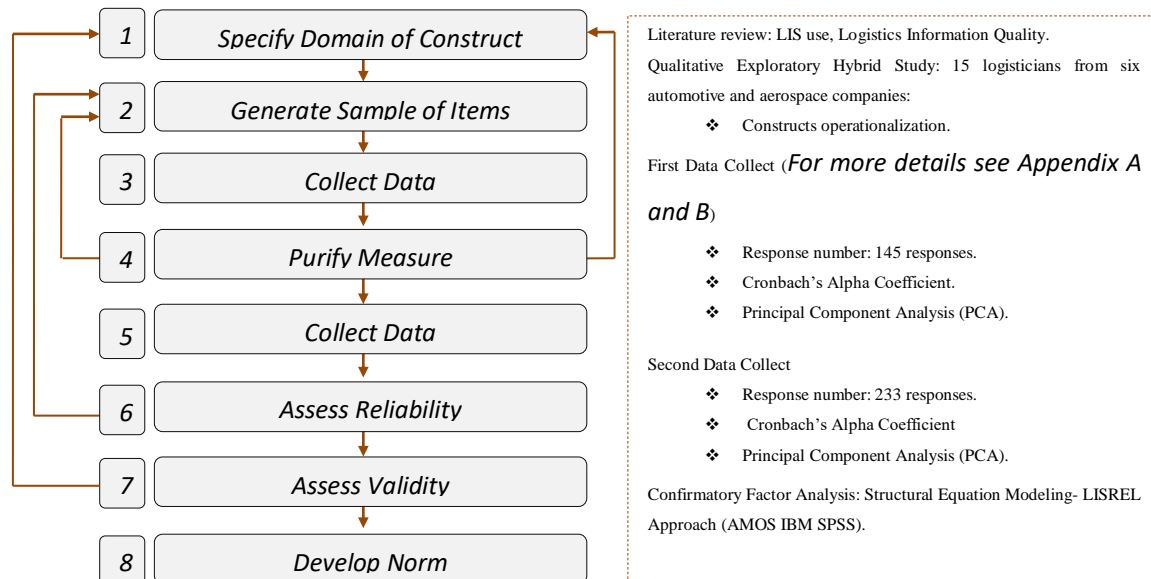 1 Specify Domain of Construct
2 Generate Sample of Items
3 Collect Data
4 Purify Measure
5 Collect Data
6 Assess Reliability
7 Assess Validity
8 Develop Norm
Literature review: LIS use, Logistics Information Quality.
Qualitative Exploratory Hybrid Study: 15 logisticians from six
automotive and aerospace companies:
❖ Constructs operationalization.
First Data Collect (For more details see Appendix A
and B)
❖ Response number: 145 responses.
❖ Cronbach’s Alpha Coefficient.
❖ Principal Component Analysis (PCA).
Second Data Collect
❖ Response number: 233 responses.
❖ Cronbach’s Alpha Coefficient
❖ Principal Component Analysis (PCA).
Confirmatory Factor Analysis: Structural Equation Modeling- LISREL
Approach (AMOS IBM SPSS).